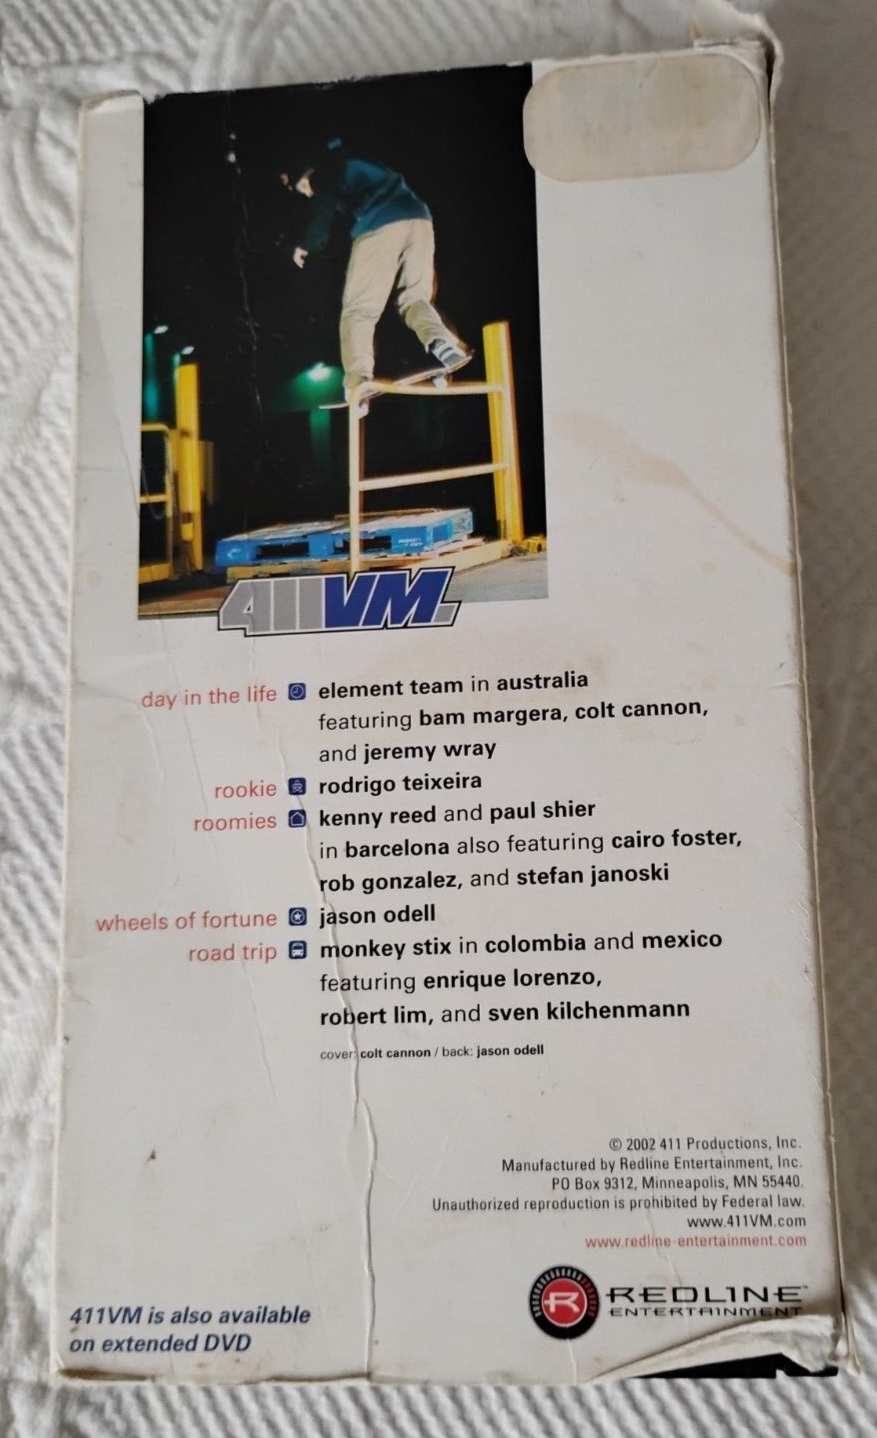 411VM.
day in the life element team in australia
featuring bam margera, colt cannon,
and jeremy wray
rookie rodrigo teixeira
roomies kenny reed and paul shier
in barcelona also featuring cairo foster,
rob gonzalez, and stefan janoski
wheels of fortune jason odell
road trip monkey stix in colombia and mexico
featuring enrique lorenzo,
robert lim, and sven kilchenmann
cover: colt cannon / back: jason odell
© 2002 411 Productions, Inc.
Manufactured by Redline Entertainment, Inc.
PO Box 9312, Minneapolis, MN 55440.
Unauthorized reproduction is prohibited by Federal law.
www.411VM.com
www.redline-entertainment.com
R REDLINE™
ENTERTAINMENT
411VM is also available
on extended DVD